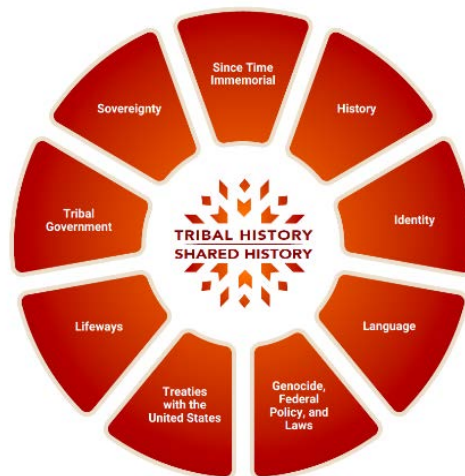 Since Time
Immemorial
History
Identity
Language
Genocide,
Federal
Policy, and
Laws
Treaties
with the
United States
Lifeways
Tribal
Government
Sovereignty
TRIBAL HISTORY
SHARED HISTORY